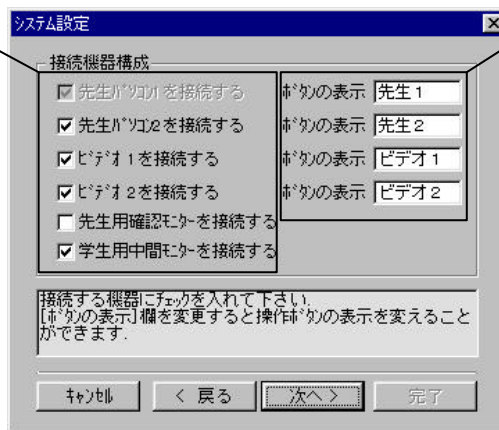 システム設定
接続機器構成
先生ﾊﾟｿｺﾝ1を接続する ﾎﾞﾀﾝの表示 先生1
先生ﾊﾟｿｺﾝ2を接続する ﾎﾞﾀﾝの表示 先生2
ﾋﾞﾃﾞｵ1を接続する ﾎﾞﾀﾝの表示 ビデオ1
ﾋﾞﾃﾞｵ2を接続する ﾎﾞﾀﾝの表示 ビデオ2
先生用確認ﾓﾆﾀｰを接続する
学生用中間ﾓﾆﾀｰを接続する
接続する機器にﾁｪｯｸを入れて下さい.
[ﾎﾞﾀﾝの表示]欄を変更すると操作ﾎﾞﾀﾝの表示を変えること
ができます.
ｷｬﾝｾﾙ < 戻る 次へ > 完了